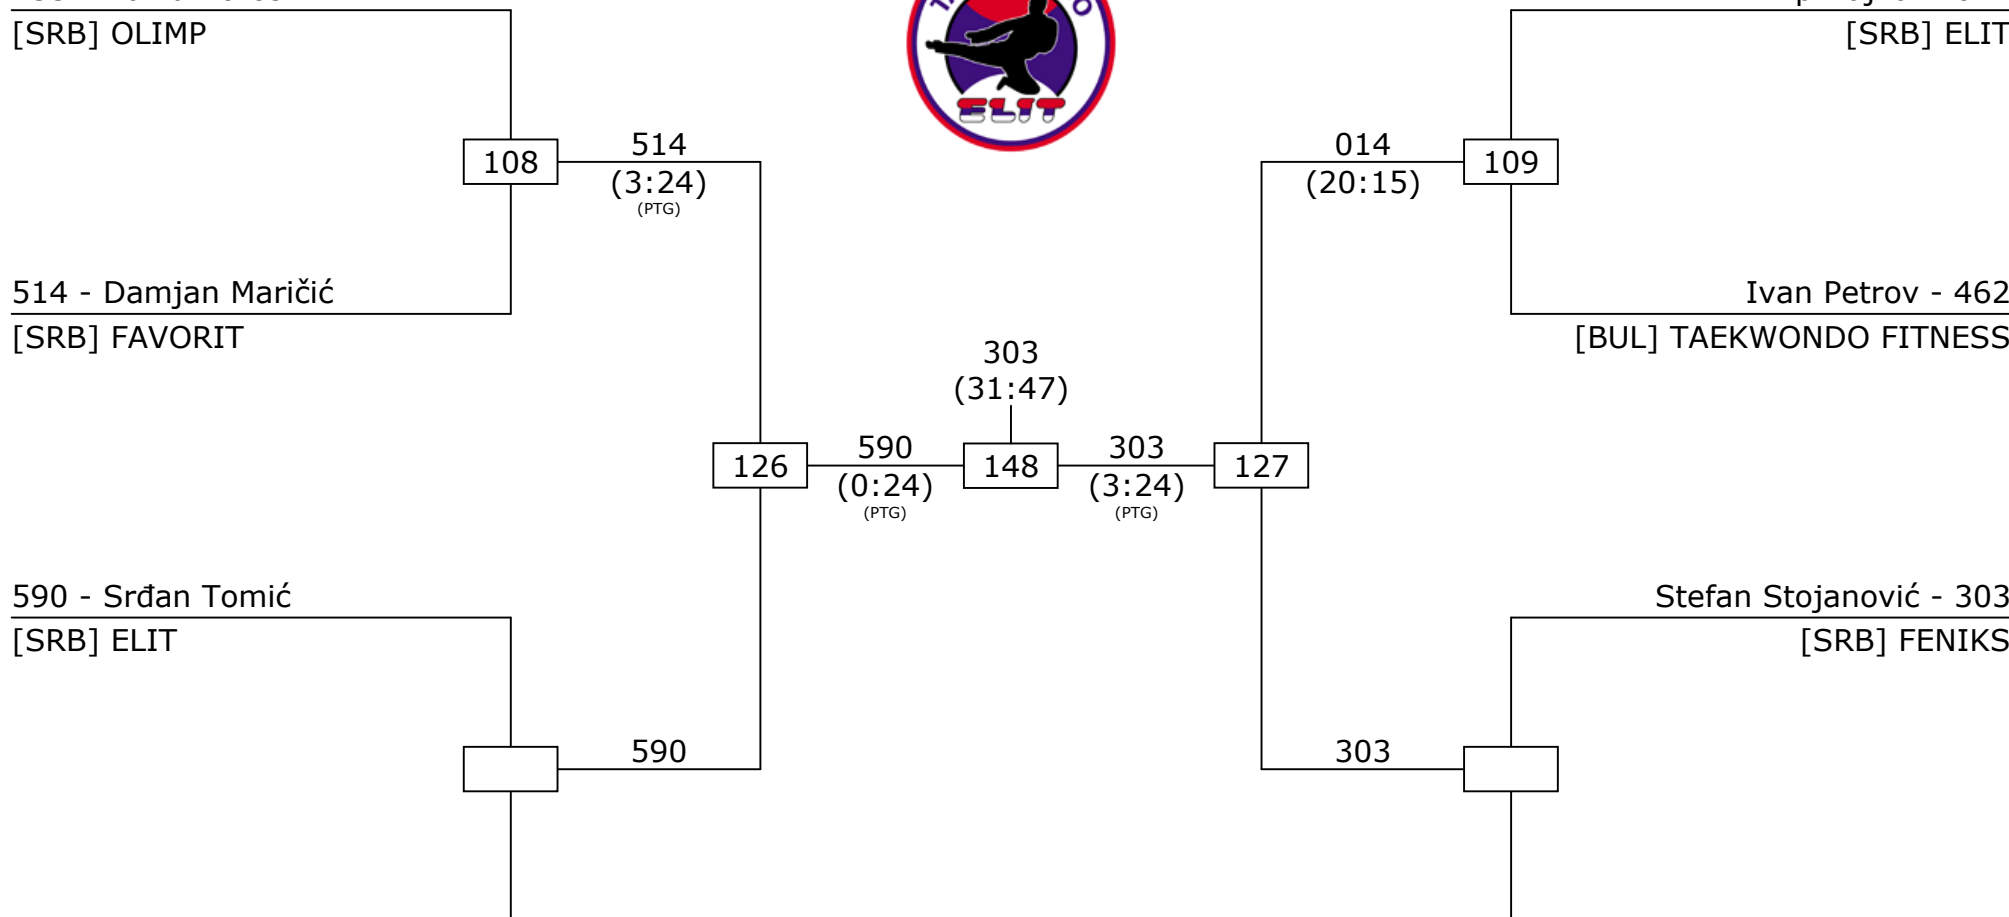 [SRB] OLIMP
[SRB] ELIT
ELIT
108
514
(3:24)
(PTG)
014
(20:15)
109
514 - Damjan Maričić
[SRB] FAVORIT
Ivan Petrov - 462
[BUL] TAEKWONDO FITNESS
303
(31:47)
126
590
(0:24)
(PTG)
148
303
(3:24)
(PTG)
127
590 - Srđan Tomić
[SRB] ELIT
Stefan Stojanović - 303
[SRB] FENIKS
590
303